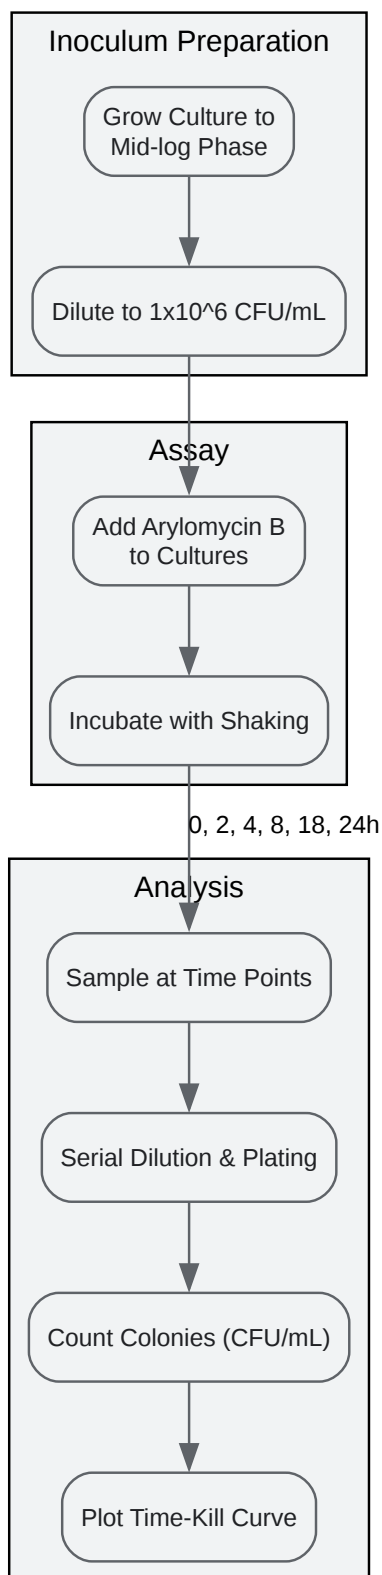 Inoculum Preparation
Grow Culture to
Mid-log Phase
Dilute to 1x10^6 CFU/mL
Assay
Add Arylomycin B
to Cultures
Incubate with Shaking
0, 2, 4, 8, 18, 24h
Analysis
Sample at Time Points
Serial Dilution & Plating
Count Colonies (CFU/mL)
Plot Time-Kill Curve